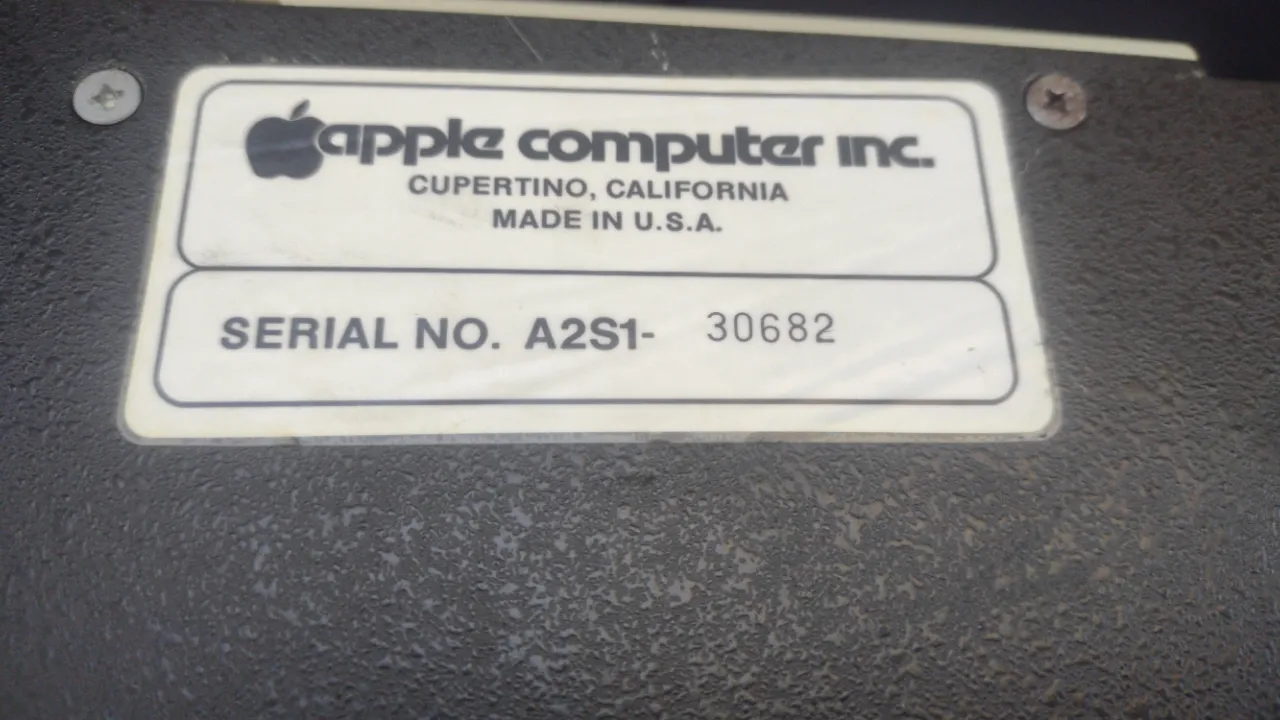 apple computer inc.
CUPERTINO, CALIFORNIA
MADE IN U.S.A.
SERIAL NO. A2S1- 30682